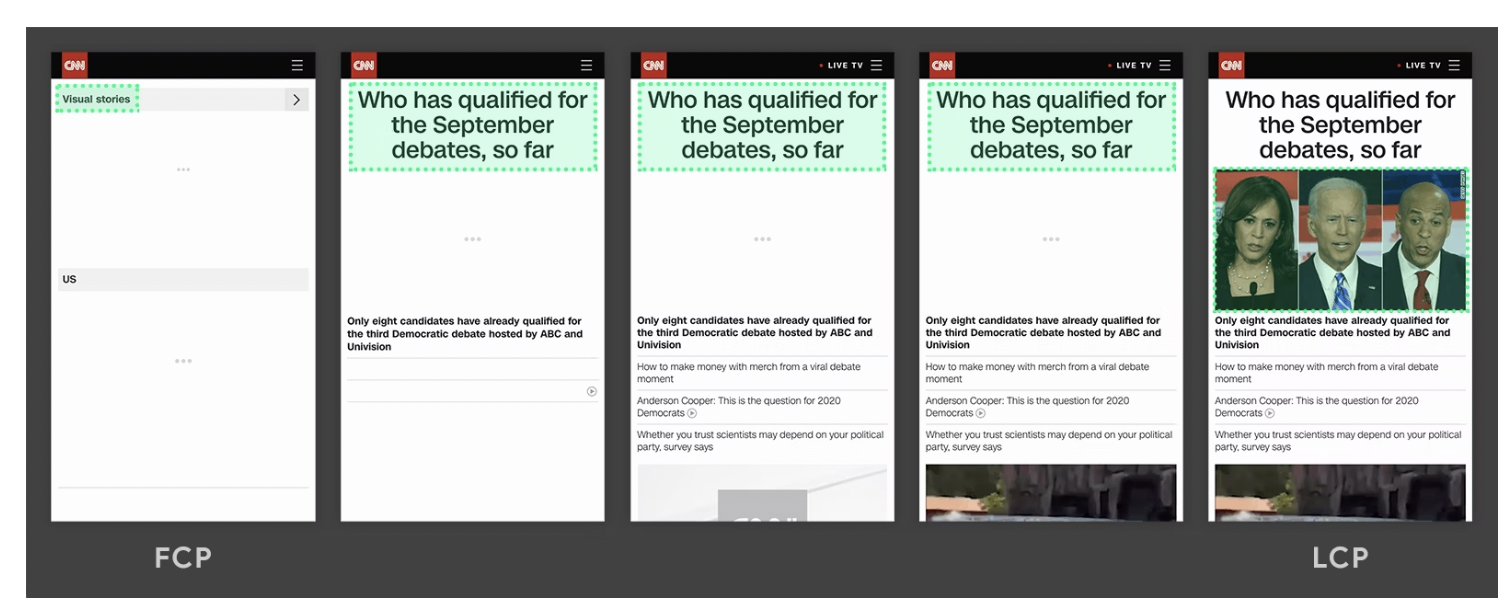 CNN
Visual stories
US
FCP
CNN
Who has qualified for
the September
debates, so far
Only eight candidates have already qualified for
the third Democratic debate hosted by ABC and
Univision
CNN
LIVE TV
Who has qualified for
the September
debates, so far
Only eight candidates have already qualified for
the third Democratic debate hosted by ABC and
Univision
How to make money with merch from a viral debate
moment
Anderson Cooper: This is the question for 2020
Democrats
Whether you trust scientists may depend on your political
party, survey says
CNN
LIVE TV
Who has qualified for
the September
debates, so far
Only eight candidates have already qualified for
the third Democratic debate hosted by ABC and
Univision
How to make money with merch from a viral debate
moment
Anderson Cooper: This is the question for 2020
Democrats
Whether you trust scientists may depend on your political
party, survey says
CNN
LIVE TV
Who has qualified for
the September
debates, so far
Only eight candidates have already qualified for
the third Democratic debate hosted by ABC and
Univision
How to make money with merch from a viral debate
moment
Anderson Cooper: This is the question for 2020
Democrats
Whether you trust scientists may depend on your political
party, survey says
LCP